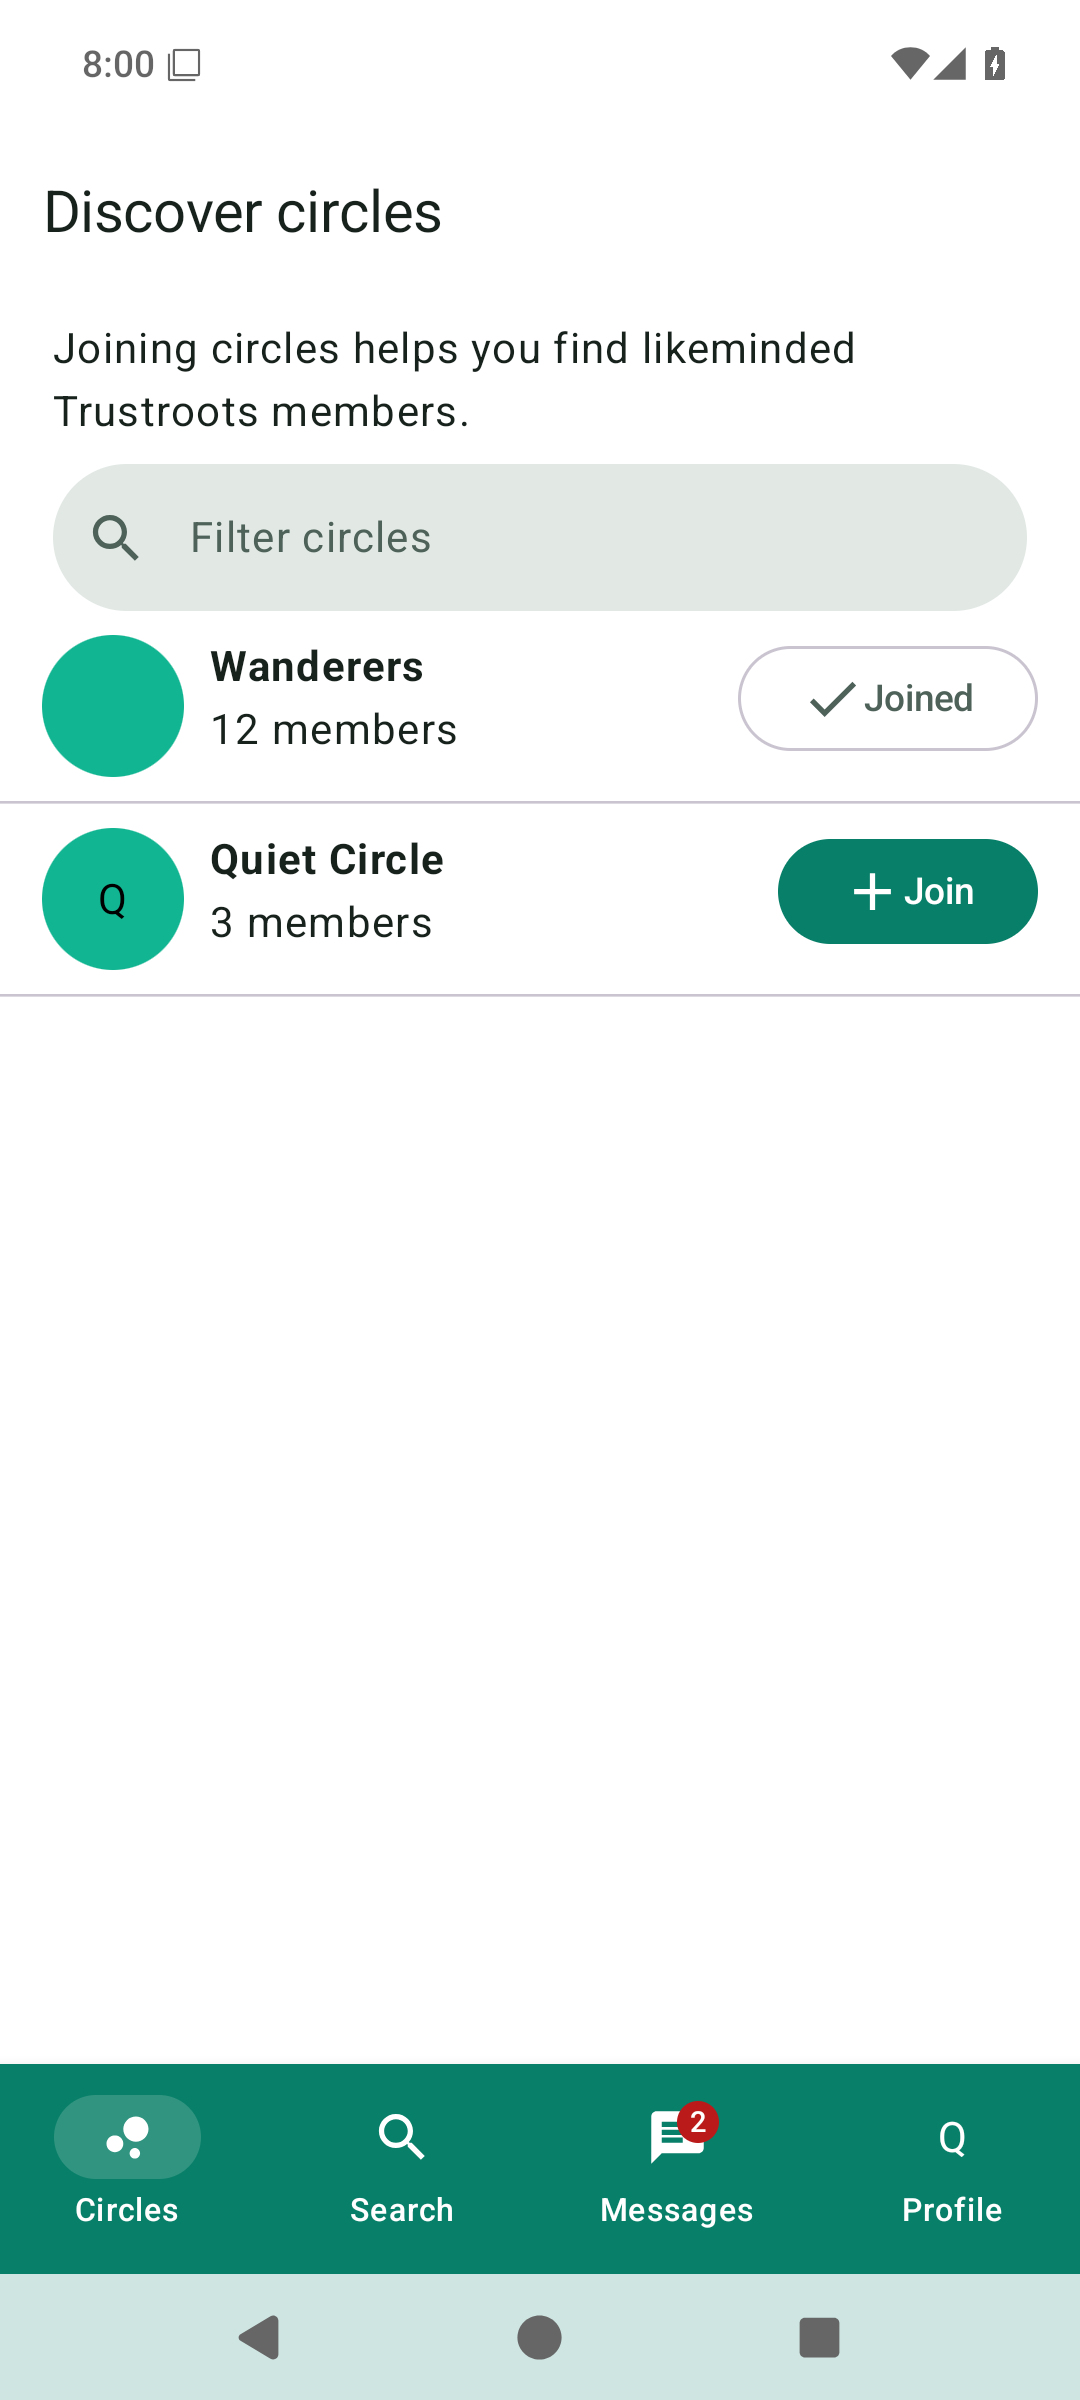 8:00
Discover circles
Joining circles helps you find likeminded
Trustroots members.
Filter circles
Wanderers
12 members
Joined
Q
Quiet Circle
3 members
Join
2
Q
Circles
Search
Messages
Profile